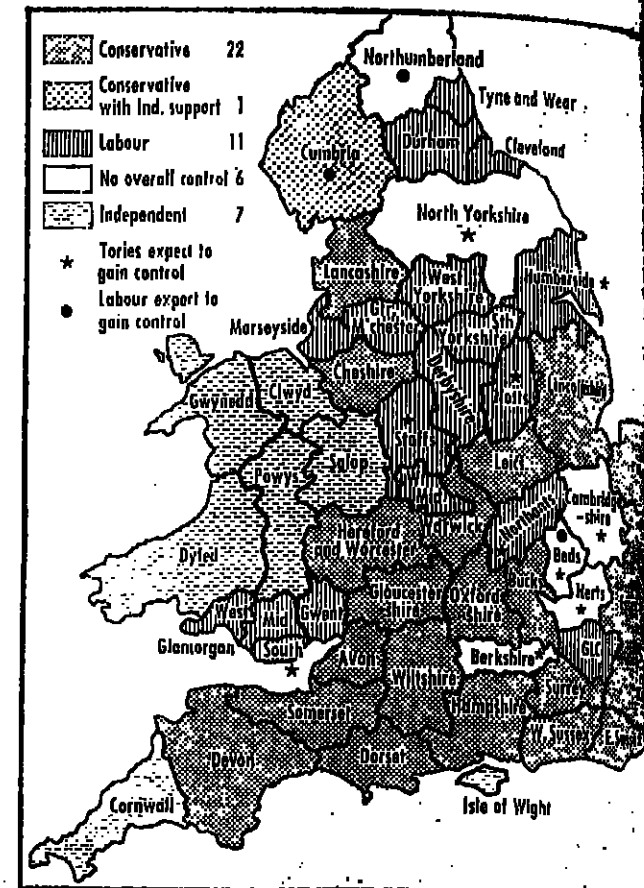 Conservative 22
Conservative
with Ind. support 1
Labour 11
No overall control 6
Independent 7
Tories expect to
gain control
Labour expect to
gain control
Northumberland
Tyne and Wear
Durham
Cleveland
Cumbria
North Yorkshire
Lancashire
West
Yorkshire
Humberside
Marseyside
Gtr.
M'chester
Sth
Yorkshire
Cheshire
Derbyshire
Notts
Gwynedd
Clwyd
Staffs
Salop
Leics
Powys
W. Mid
Cambridge
-shire
Northants
Warwick
Hereford
and Worcester
Dyfed
Beds
Buck
Herts
Gloucester
shire
Oxford
shire
West
Mid
Gwent
Glamorgan
South
GLC
Avon
Berkshire
Wiltshire
Surrey
Somerset
Hampshire
W. Sussex
Devon
Dorset
Cornwall
Isle of Wight